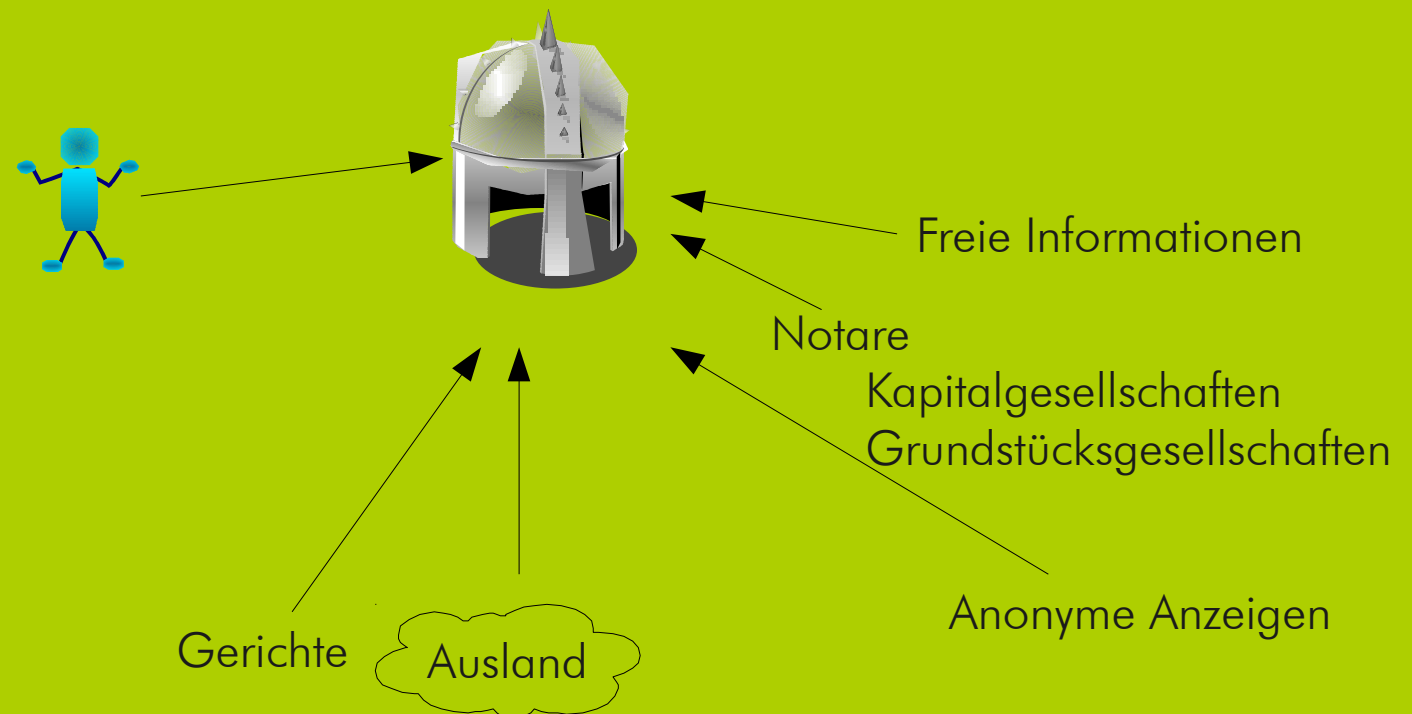 Freie Informationen
Notare
Kapitalgesellschaften
Grundstücksgesellschaften
Anonyme Anzeigen
Gerichte
Ausland